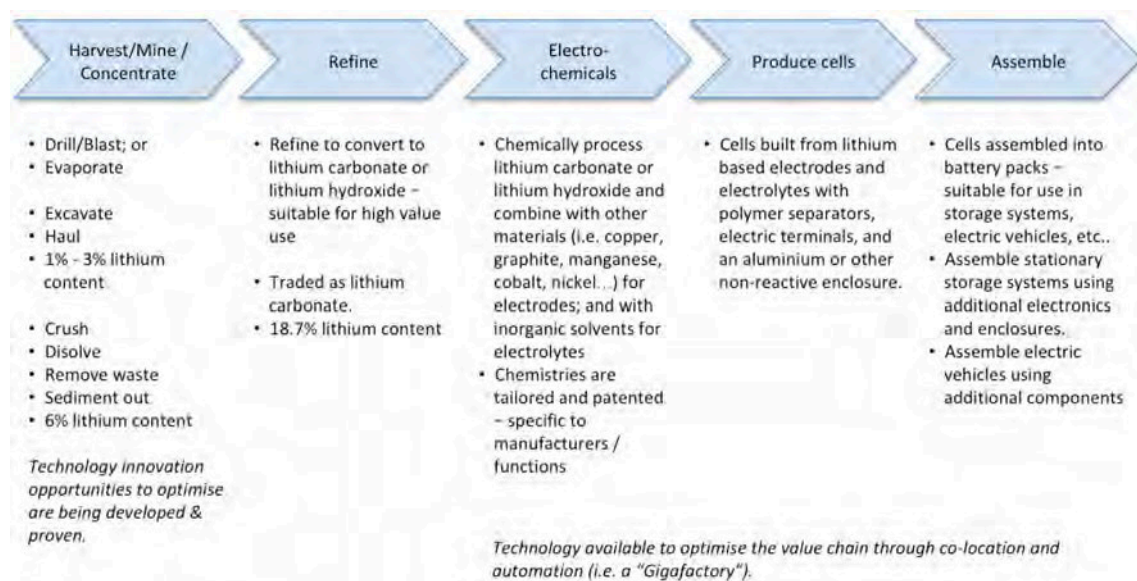 Harvest/Mine /
Concentrate
Refine
Electro-
chemicals
Produce cells
Assemble
• Drill/Blast; or
• Evaporate
• Excavate
• Haul
• 1% - 3% lithium
content
• Crush
• Disolve
• Remove waste
• Sediment out
• 6% lithium content
Technology innovation
opportunities to optimise
are being developed &
proven.
• Refine to convert to
lithium carbonate or
lithium hydroxide –
suitable for high value
use
• Traded as lithium
carbonate.
• 18.7% lithium content
• Chemically process
lithium carbonate or
lithium hydroxide and
combine with other
materials (i.e. copper,
graphite, manganese,
cobalt, nickel...) for
electrodes; and with
inorganic solvents for
electrolytes
• Chemistries are
tailored and patented
– specific to
manufacturers /
functions
• Cells built from lithium
based electrodes and
electrolytes with
polymer separators,
electric terminals, and
an aluminium or other
non-reactive enclosure.
• Cells assembled into
battery packs –
suitable for use in
storage systems,
electric vehicles, etc..
• Assemble stationary
storage systems using
additional electronics
and enclosures.
• Assemble electric
vehicles using
additional components
Technology available to optimise the value chain through co-location and
automation (i.e. a "Gigafactory").